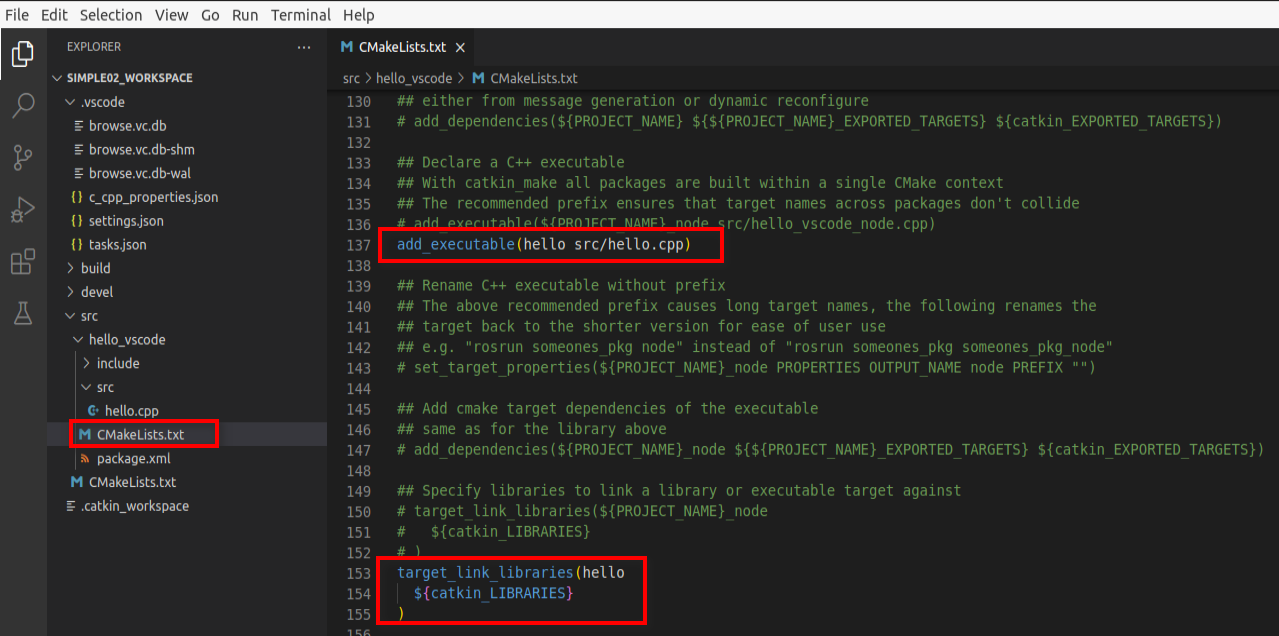 File Edit Selection View Go Run Terminal Help
EXPLORER ...
SIMPLE02_WORKSPACE
.vscode
browse.vc.db
browse.vc.db-shm
browse.vc.db-wal
{} c_cpp_properties.json
{} settings.json
{} tasks.json
build
devel
src
hello_vscode
include
src
hello.cpp
CMakeLists.txt
package.xml
CMakeLists.txt
.catkin_workspace
CMakeLists.txt ×
src > hello_vscode > CMakeLists.txt
130 ## either from message generation or dynamic reconfigure
131 # add_dependencies(${PROJECT_NAME} ${${PROJECT_NAME}_EXPORTED_TARGETS} ${catkin_EXPORTED_TARGETS})
132
133 ## Declare a C++ executable
134 ## With catkin_make all packages are built within a single CMake context
135 ## The recommended prefix ensures that target names across packages don't collide
136 # add_executable(${PROJECT_NAME}_node src/hello_vscode_node.cpp)
137 add_executable(hello src/hello.cpp)
138
139 ## Rename C++ executable without prefix
140 ## The above recommended prefix causes long target names, the following renames the
141 ## target back to the shorter version for ease of user use
142 ## e.g. "rosrun someones_pkg node" instead of "rosrun someones_pkg someones_pkg_node"
143 # set_target_properties(${PROJECT_NAME}_node PROPERTIES OUTPUT_NAME node PREFIX "")
144
145 ## Add cmake target dependencies of the executable
146 ## same as for the library above
147 # add_dependencies(${PROJECT_NAME}_node ${${PROJECT_NAME}_EXPORTED_TARGETS} ${catkin_EXPORTED_TARGETS})
148
149 ## Specify libraries to link a library or executable target against
150 # target_link_libraries(${PROJECT_NAME}_node
151 #   ${catkin_LIBRARIES}
152 # )
153 target_link_libraries(hello
154   ${catkin_LIBRARIES}
155 )
156